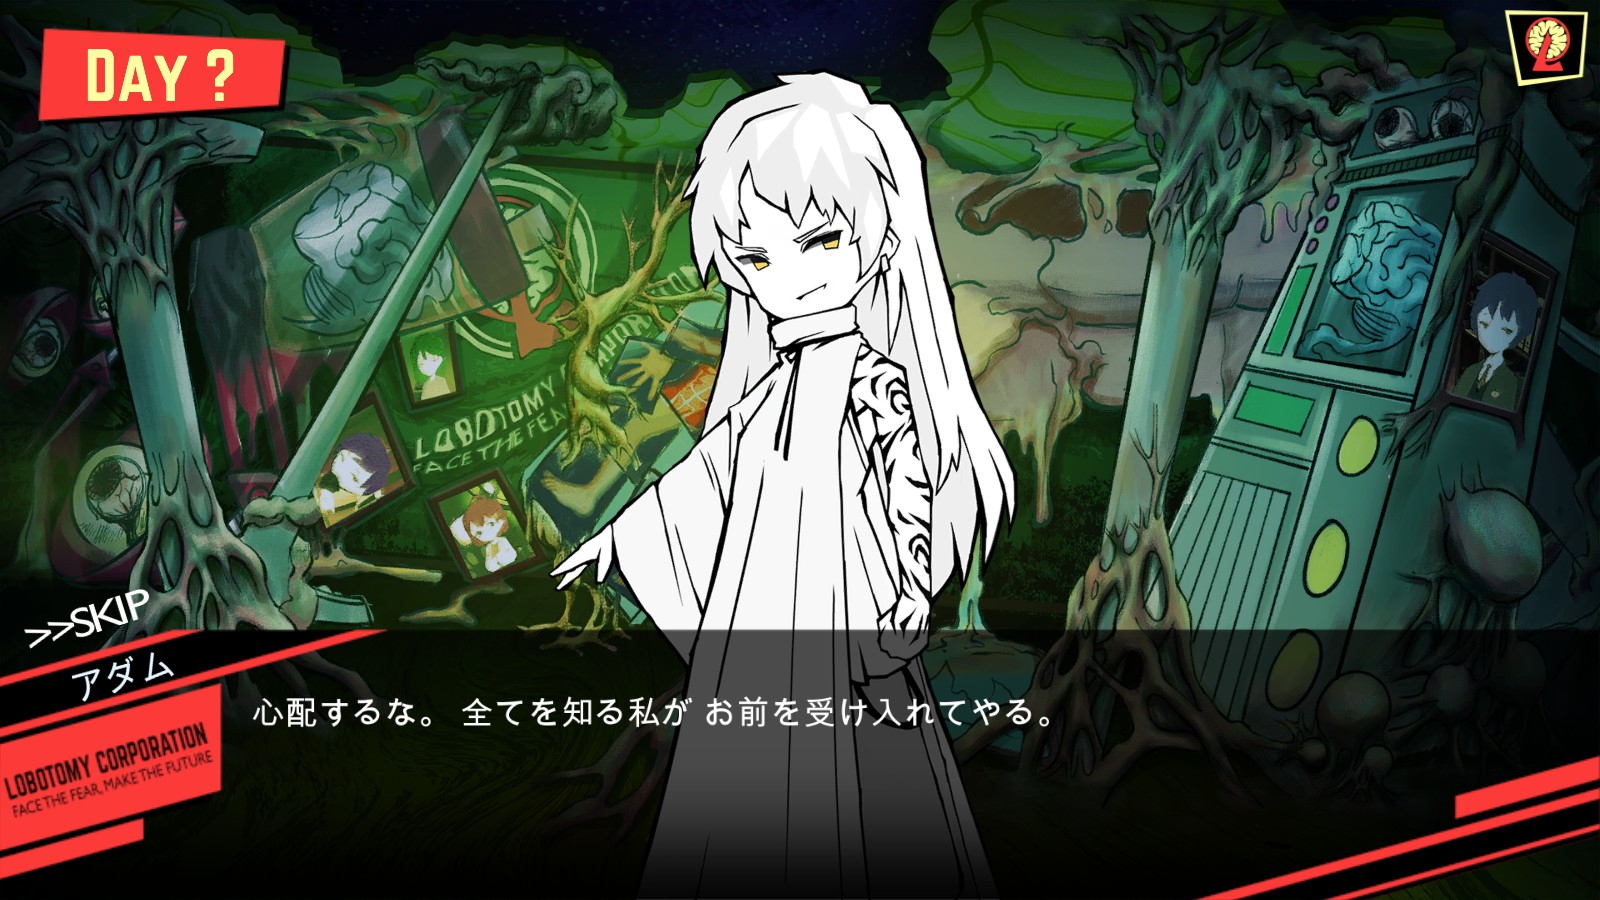 DAY ?
LOBOTOMY
FACE THE FEA
>>SKIP
アダム
心配するな。 全てを知る私が お前を受け入れてやる。
LOBOTOMY CORPORATION
FACE THE FEAR, MAKE THE FUTURE